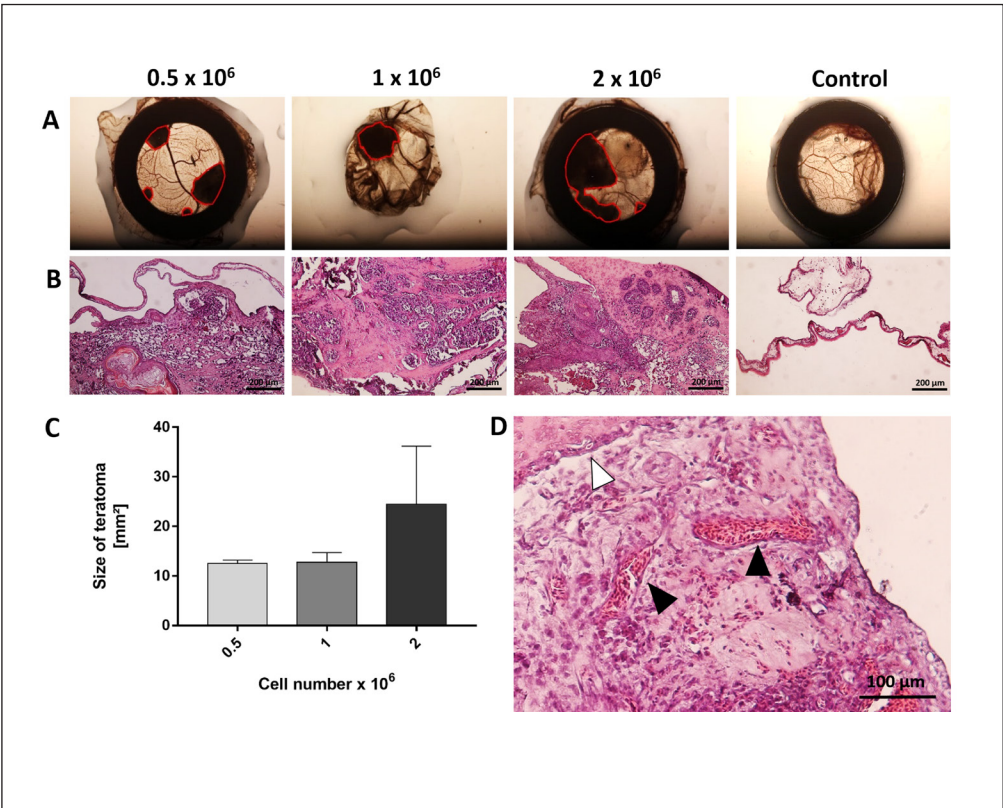 0.5 x 10⁶
1 x 10⁶
2 x 10⁶
Control
A
B
200 µm
200 µm
200 µm
200 µm
C
Size of teratoma
[mm²]
40
30
20
10
0
0.5
1
2
Cell number x 10⁶
D
100 µm